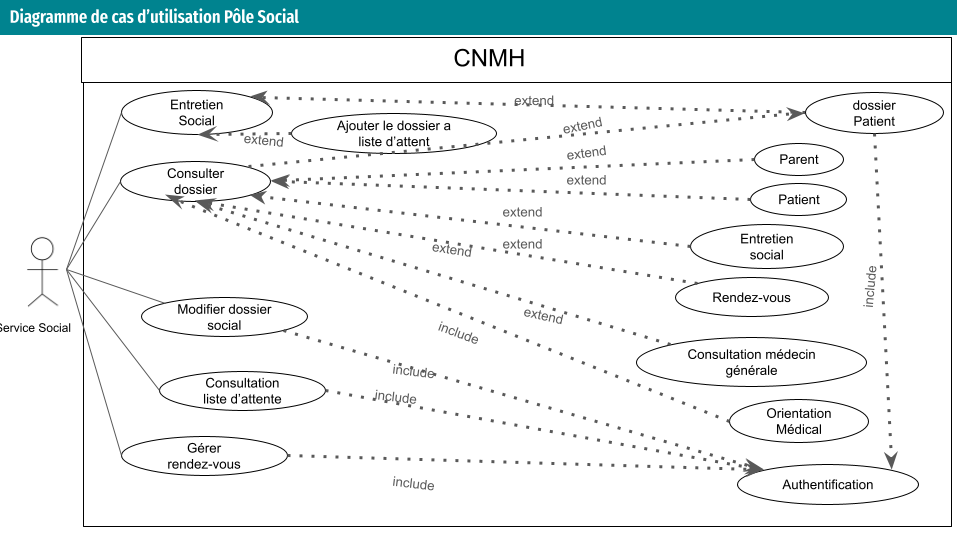 Diagramme de cas d'utilisation Pôle Social
CNMH
Entretien
Social
extend
dossier
Patient
Ajouter le dossier a
liste d'attent
extend
extend
Consulter
dossier
extend
Parent
extend
Patient
extend
Entretien
social
extend
extend
Rendez-vous
include
Service Social
Modifier dossier
social
extend
include
Consultation médecin
générale
include
Consultation
liste d'attente
include
Orientation
Médical
Gérer
rendez-vous
include
Authentification